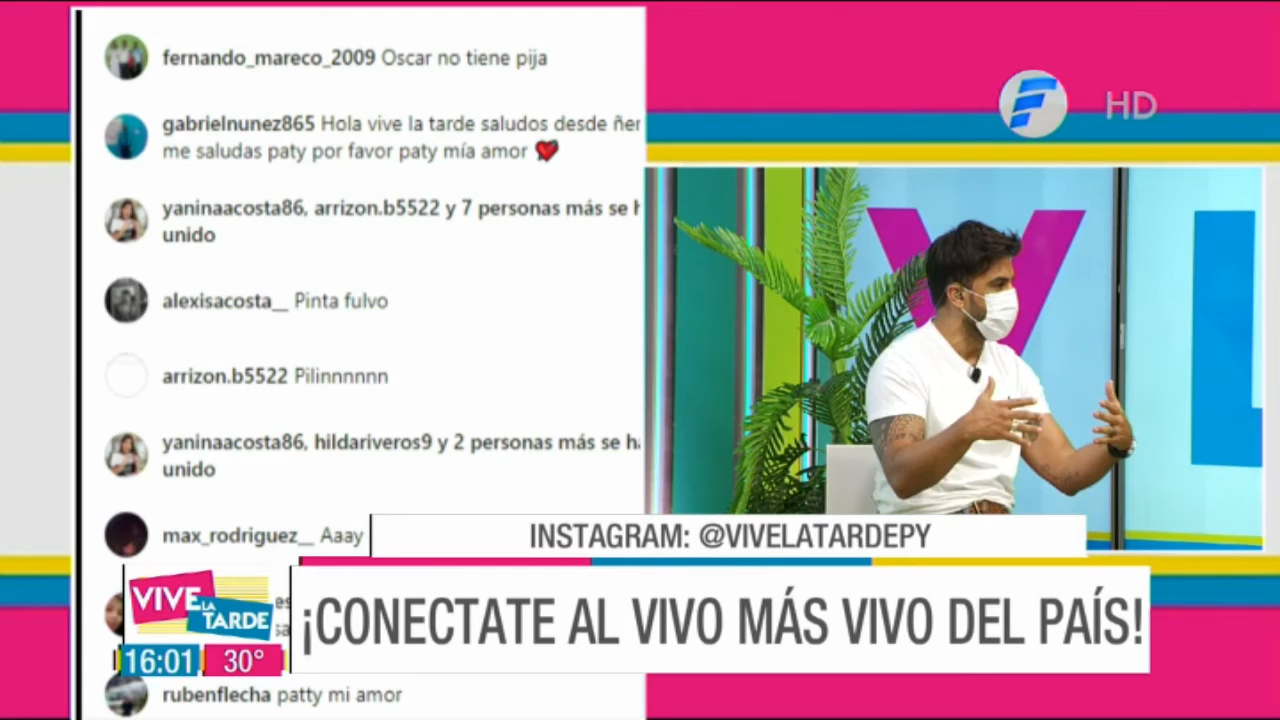 fernando_mareco_2009 Oscar no tiene pija
gabrielnunez865 Hola vive la tarde saludos desde
me saludas paty por favor paty mía amor
yaninaacosta86, arrizon.b5522 y 7 personas más se
unido
alexisacosta__ Pinta fulvo
arrizon.b5522 Pilinnnnnn
yaninaacosta86, hildariveros9 y 2 personas más se
unido
max_rodriguez__ Aaay
rubenflecha patty mi amor
HD
INSTAGRAM: @VIVELATARDEPY
VIVE
LA
TARDE
¡CONECTATE AL VIVO MÁS VIVO DEL PAÍS!
16:01 30°